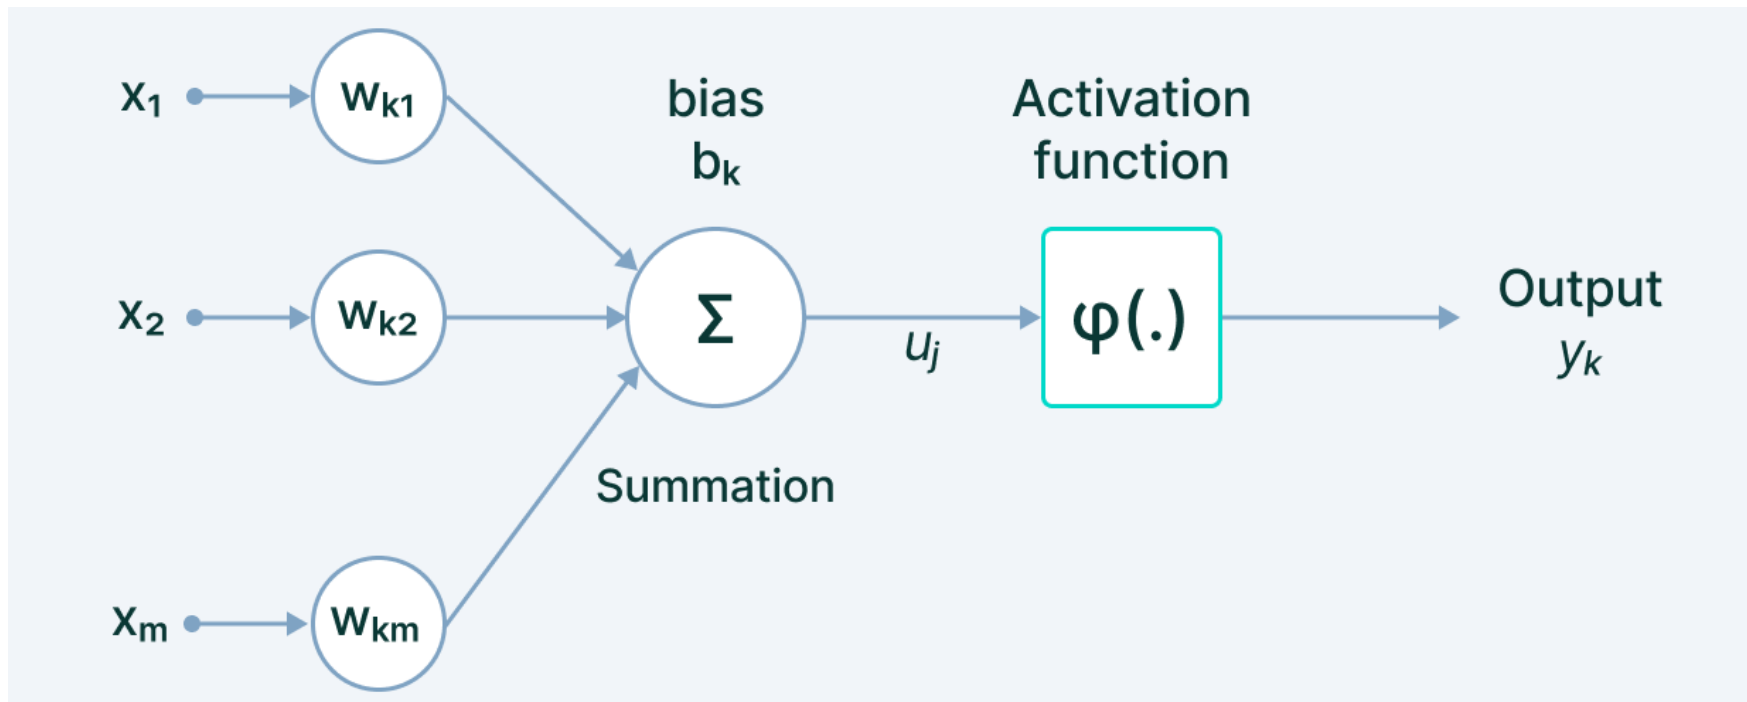 x₁
wₖ₁
bias
bₖ
Activation
function
x₂
wₖ₂
Σ
uⱼ
φ(.)
Output
yₖ
Summation
xₘ
wₖₘ